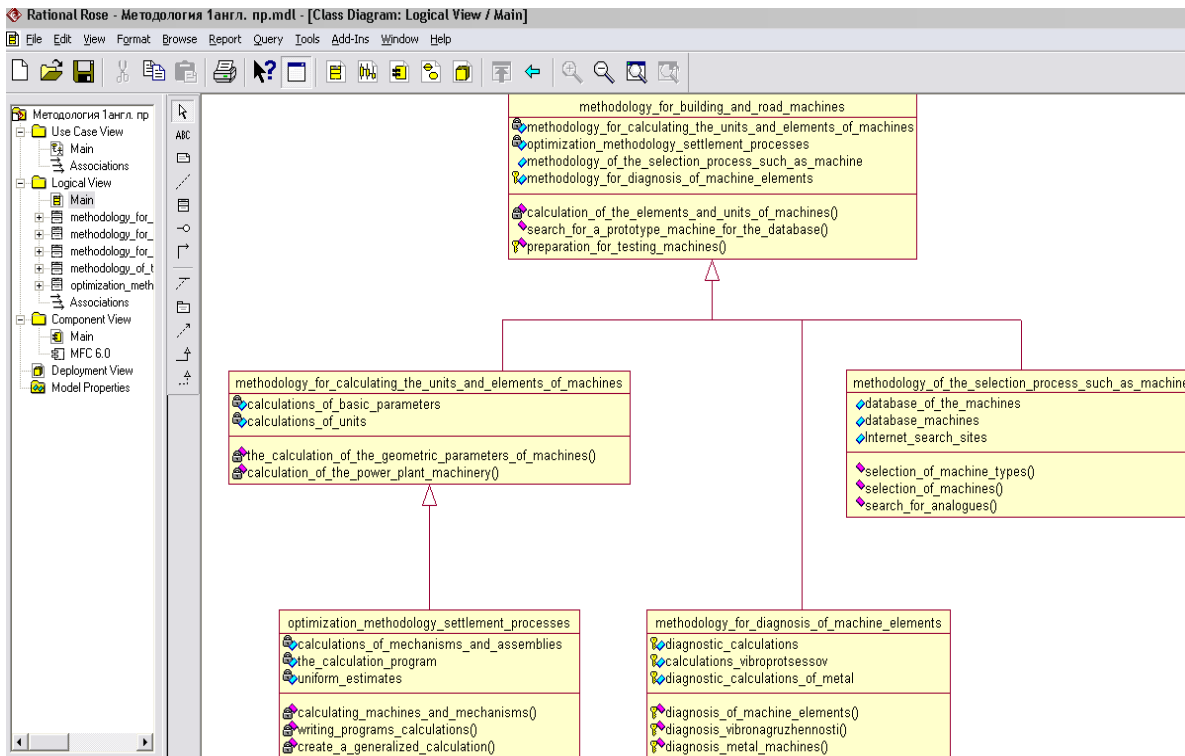 Rational Rose - Методология 1англ. пр.mdl - [Class Diagram: Logical View / Main]
File Edit View Format Browse Report Query Tools Add-Ins Window Help
Методология 1англ. пр
Use Case View
Main
Associations
Logical View
Main
methodology_for_
methodology_for_
methodology_for_
methodology_of_t
optimization_meth
Associations
Component View
Main
MFC 6.0
Deployment View
Model Properties
ABC
methodology_for_building_and_road_machines
methodology_for_calculating_the_units_and_elements_of_machines
optimization_methodology_settlement_processes
methodology_of_the_selection_process_such_as_machine
methodology_for_diagnosis_of_machine_elements
calculation_of_the_elements_and_units_of_machines()
search_for_a_prototype_machine_for_the_database()
preparation_for_testing_machines()
methodology_for_calculating_the_units_and_elements_of_machines
calculations_of_basic_parameters
calculations_of_units
the_calculation_of_the_geometric_parameters_of_machines()
calculation_of_the_power_plant_machinery()
methodology_of_the_selection_process_such_as_machine
database_of_the_machines
database_machines
Internet_search_sites
selection_of_machine_types()
selection_of_machines()
search_for_analogues()
optimization_methodology_settlement_processes
calculations_of_mechanisms_and_assemblies
the_calculation_program
uniform_estimates
calculating_machines_and_mechanisms()
writing_programs_calculations()
create_a_generalized_calculation()
methodology_for_diagnosis_of_machine_elements
diagnostic_calculations
calculations_vibroprotsessov
diagnostic_calculations_of_metal
diagnosis_of_machine_elements()
diagnosis_vibronagruzhennosti()
diagnosis_metal_machines()